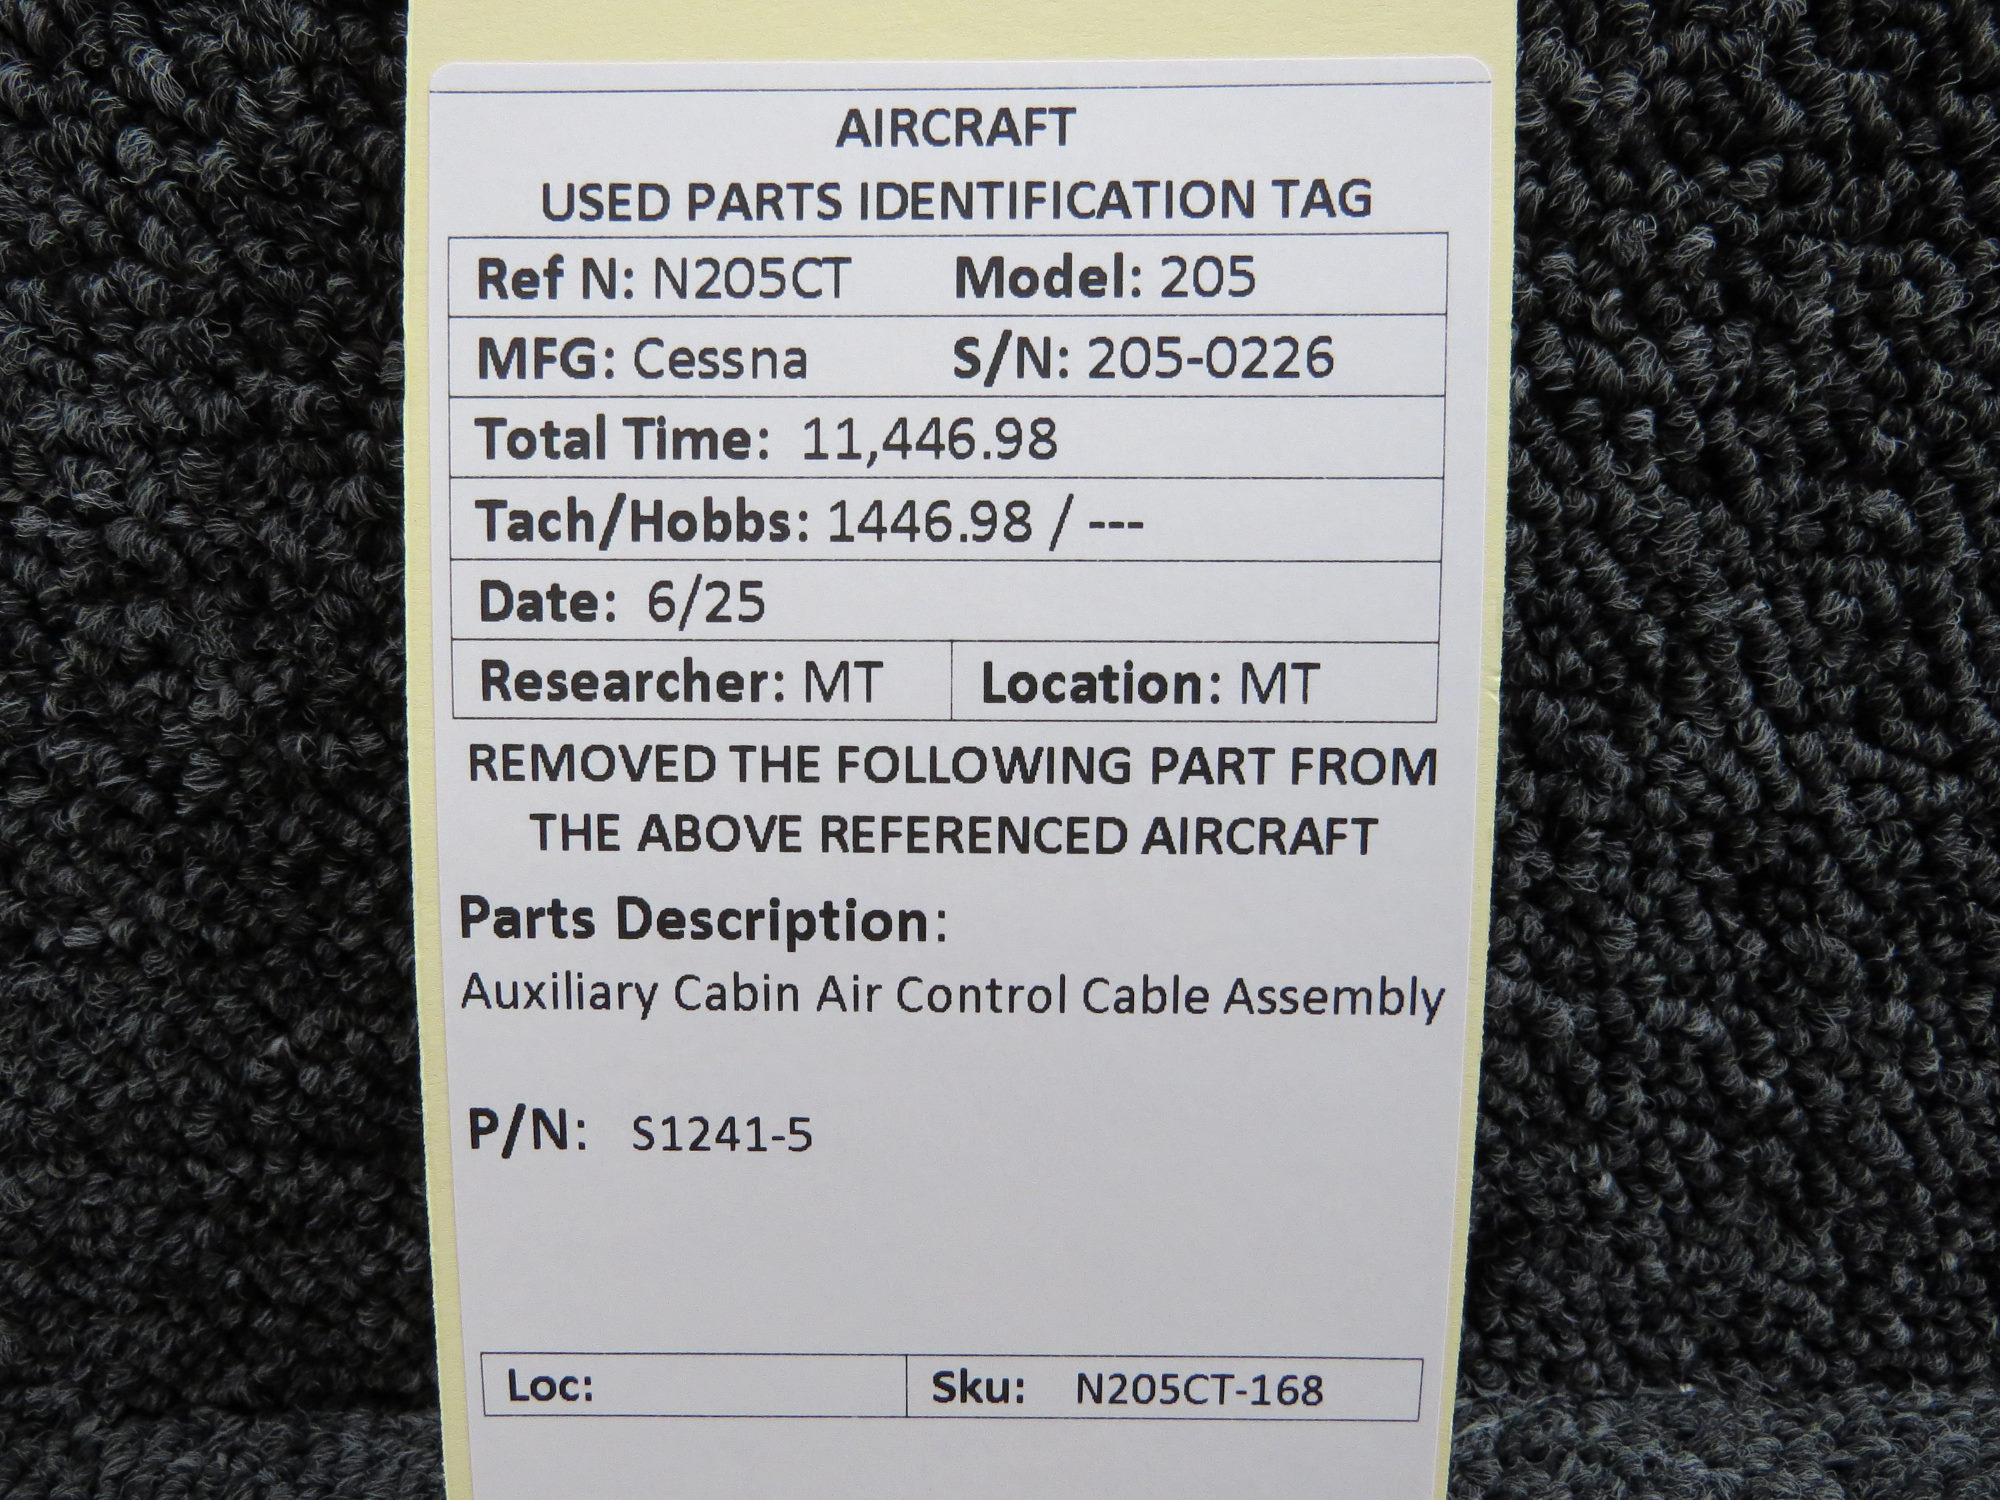 AIRCRAFT
USED PARTS IDENTIFICATION TAG
Ref N: N205CT Model: 205
MFG: Cessna S/N: 205-0226
Total Time: 11,446.98
Tach/Hobbs: 1446.98 / ---
Date: 6/25
Researcher: MT Location: MT
REMOVED THE FOLLOWING PART FROM
THE ABOVE REFERENCED AIRCRAFT
Parts Description:
Auxiliary Cabin Air Control Cable Assembly
P/N: S1241-5
Loc: Sku: N205CT-168